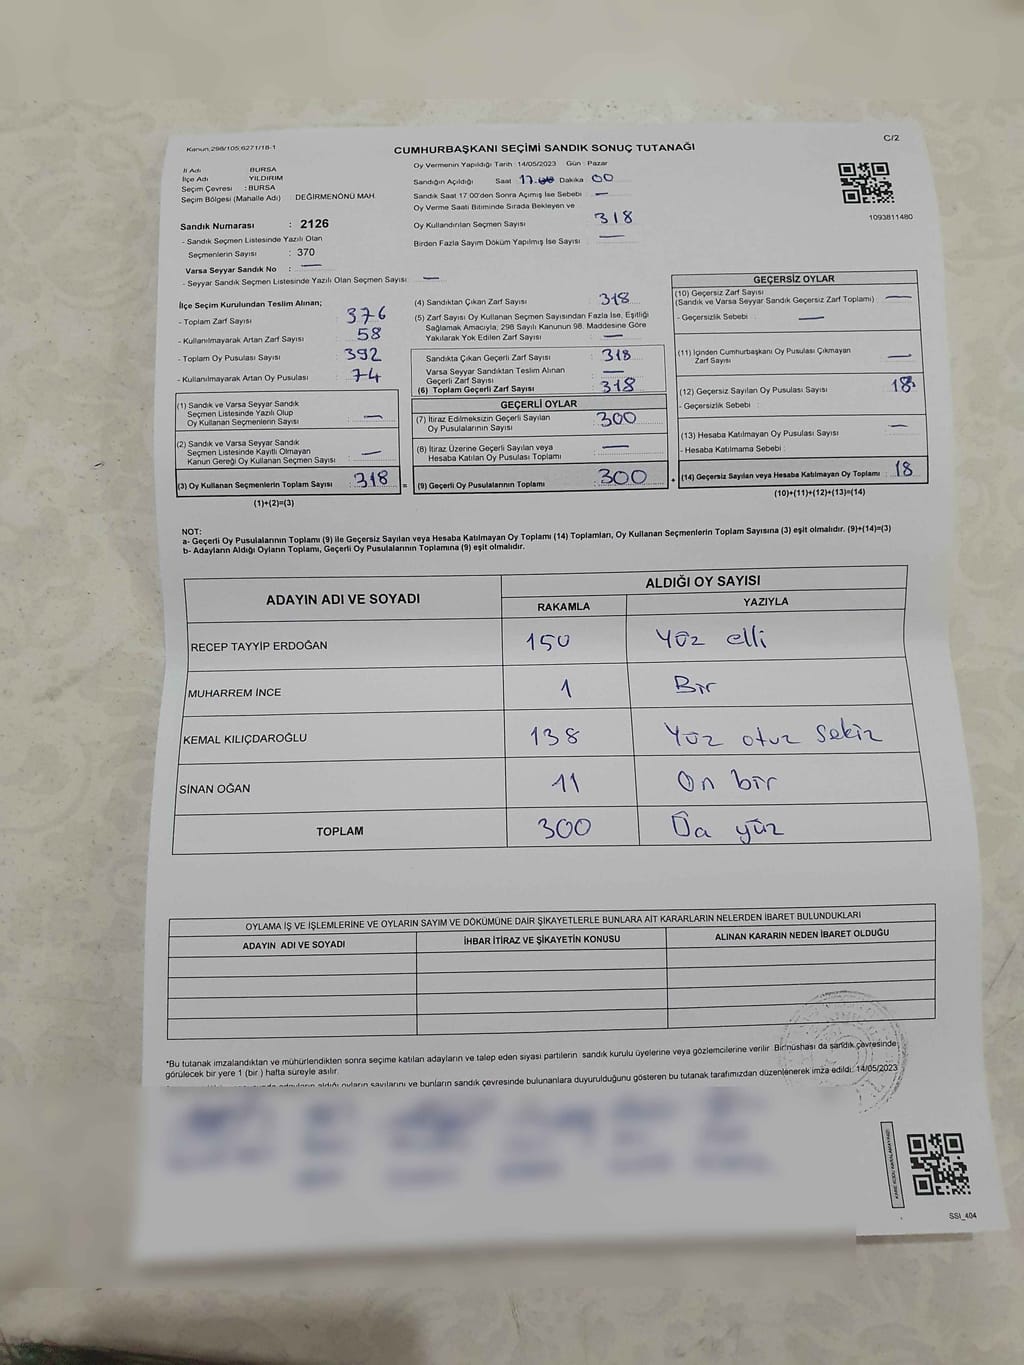 Kanun:298/105;6271/18-1
C/2
CUMHURBAŞKANI SEÇİMİ SANDIK SONUÇ TUTANAĞI
İl Adı : BURSA
İlçe Adı : YILDIRIM
Seçim Çevresi : BURSA
Seçim Bölgesi (Mahalle Adı) : DEĞİRMENÖNÜ MAH.
Sandık Numarası : 2126
- Sandık Seçmen Listesinde Yazılı Olan
Seçmenlerin Sayısı : 370
Varsa Seyyar Sandık No : —
- Seyyar Sandık Seçmen Listesinde Yazılı Olan Seçmen Sayısı: —
Oy Vermenin Yapıldığı Tarih :14/05/2023 Gün : Pazar
Sandığın Açıldığı Saat 17.00 Dakika 00
Sandık Saat 17:00'den Sonra Açılmış İse Sebebi : —
Oy Verme Saati Bitiminde Sırada Bekleyen ve
Oy Kullandırılan Seçmen Sayısı : 318
Birden Fazla Sayım Döküm Yapılmış İse Sayısı : —
1093811480
İlçe Seçim Kurulundan Teslim Alınan;
- Toplam Zarf Sayısı : 376
- Kullanılmayarak Artan Zarf Sayısı : 58
- Toplam Oy Pusulası Sayısı : 392
- Kullanılmayarak Artan Oy Pusulası : 74
(1) Sandık ve Varsa Seyyar Sandık
Seçmen Listesinde Yazılı Olup
Oy Kullanan Seçmenlerin Sayısı : —
(2) Sandık ve Varsa Seyyar Sandık
Seçmen Listesinde Kayıtlı Olmayan
Kanun Gereği Oy Kullanan Seçmen Sayısı : —
(3) Oy Kullanan Seçmenlerin Toplam Sayısı : 318
(1)+(2)=(3)
(4) Sandıktan Çıkan Zarf Sayısı : 318
(5) Zarf Sayısı Oy Kullanan Seçmen Sayısından Fazla İse, Eşitliği
Sağlamak Amacıyla; 298 Sayılı Kanunun 98. Maddesine Göre
Yakılarak Yok Edilen Zarf Sayısı : —
Sandıkta Çıkan Geçerli Zarf Sayısı : 318
Varsa Seyyar Sandıktan Teslim Alınan
Geçerli Zarf Sayısı : —
(6) Toplam Geçerli Zarf Sayısı : 318
GEÇERLİ OYLAR
(7) İtiraz Edilmeksizin Geçerli Sayılan
Oy Pusulalarının Sayısı : 300
(8) İtiraz Üzerine Geçerli Sayılan veya
Hesaba Katılan Oy Pusulası Toplamı : —
= (9) Geçerli Oy Pusulalarının Toplamı : 300
GEÇERSİZ OYLAR
(10) Geçersiz Zarf Sayısı
(Sandık ve Varsa Seyyar Sandık Geçersiz Zarf Toplamı) : —
- Geçersizlik Sebebi : —
(11) İçinden Cumhurbaşkanı Oy Pusulası Çıkmayan
Zarf Sayısı : —
(12) Geçersiz Sayılan Oy Pusulası Sayısı : 18
- Geçersizlik Sebebi :
(13) Hesaba Katılmayan Oy Pusulası Sayısı : —
- Hesaba Katılmama Sebebi :
+ (14) Geçersiz Sayılan veya Hesaba Katılmayan Oy Toplamı : 18
(10)+(11)+(12)+(13)=(14)
NOT:
a- Geçerli Oy Pusulalarının Toplamı (9) ile Geçersiz Sayılan veya Hesaba Katılmayan Oy Toplamı (14) Toplamları, Oy Kullanan Seçmenlerin Toplam Sayısına (3) eşit olmalıdır. (9)+(14)=(3)
b- Adayların Aldığı Oyların Toplamı, Geçerli Oy Pusulalarının Toplamına (9) eşit olmalıdır.
ADAYIN ADI VE SOYADI ALDIĞI OY SAYISI
RAKAMLA YAZIYLA
RECEP TAYYİP ERDOĞAN 150 Yüz elli
MUHARREM İNCE 1 Bir
KEMAL KILIÇDAROĞLU 138 Yüz otuz sekiz
SİNAN OĞAN 11 On bir
TOPLAM 300 yüz
OYLAMA İŞ VE İŞLEMLERİNE VE OYLARIN SAYIM VE DÖKÜMÜNE DAİR ŞİKAYETLERLE BUNLARA AİT KARARLARIN NELERDEN İBARET BULUNDUKLARI
ADAYIN ADI VE SOYADI İHBAR İTİRAZ VE ŞİKAYETİN KONUSU ALINAN KARARIN NEDEN İBARET OLDUĞU
*Bu tutanak imzalandıktan ve mühürlendikten sonra seçime katılan adayların ve talep eden siyasi partilerin sandık kurulu üyelerine veya gözlemcilerine verilir. Bir nüshası da sandık çevresinde
görülecek bir yere 1 (bir ) hafta süreyle asılır.
adayların aldığı oyların sayılarını ve bunların sandık çevresinde bulunanlara duyurulduğunu gösteren bu tutanak tarafımızdan düzenlenerek imza edildi. 14/05/2023
SSI_404